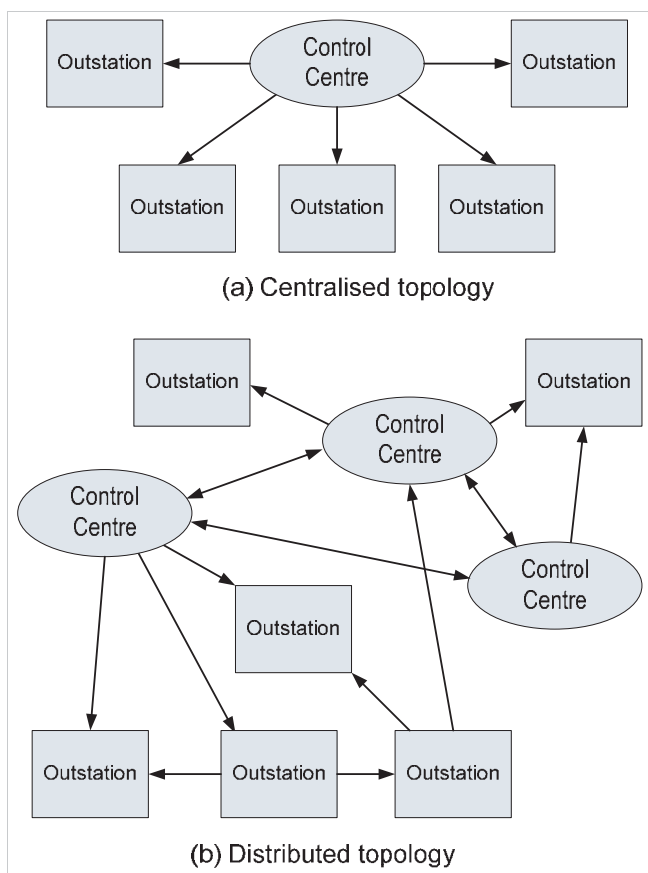 Outstation
Control
Centre
Outstation
Outstation
Outstation
Outstation
(a) Centralised topology
Outstation
Outstation
Control
Centre
Control
Centre
Control
Centre
Outstation
Outstation
Outstation
Outstation
(b) Distributed topology